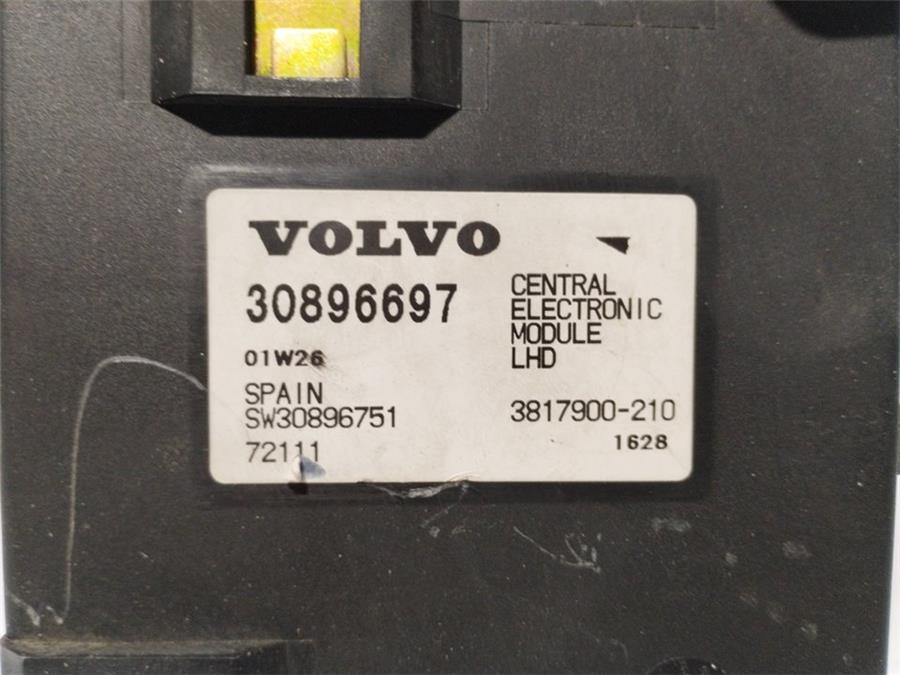 VOLVO
30896697
CENTRAL
ELECTRONIC
MODULE
LHD
01W26
SPAIN
SW30896751
3817900-210
72111
1628